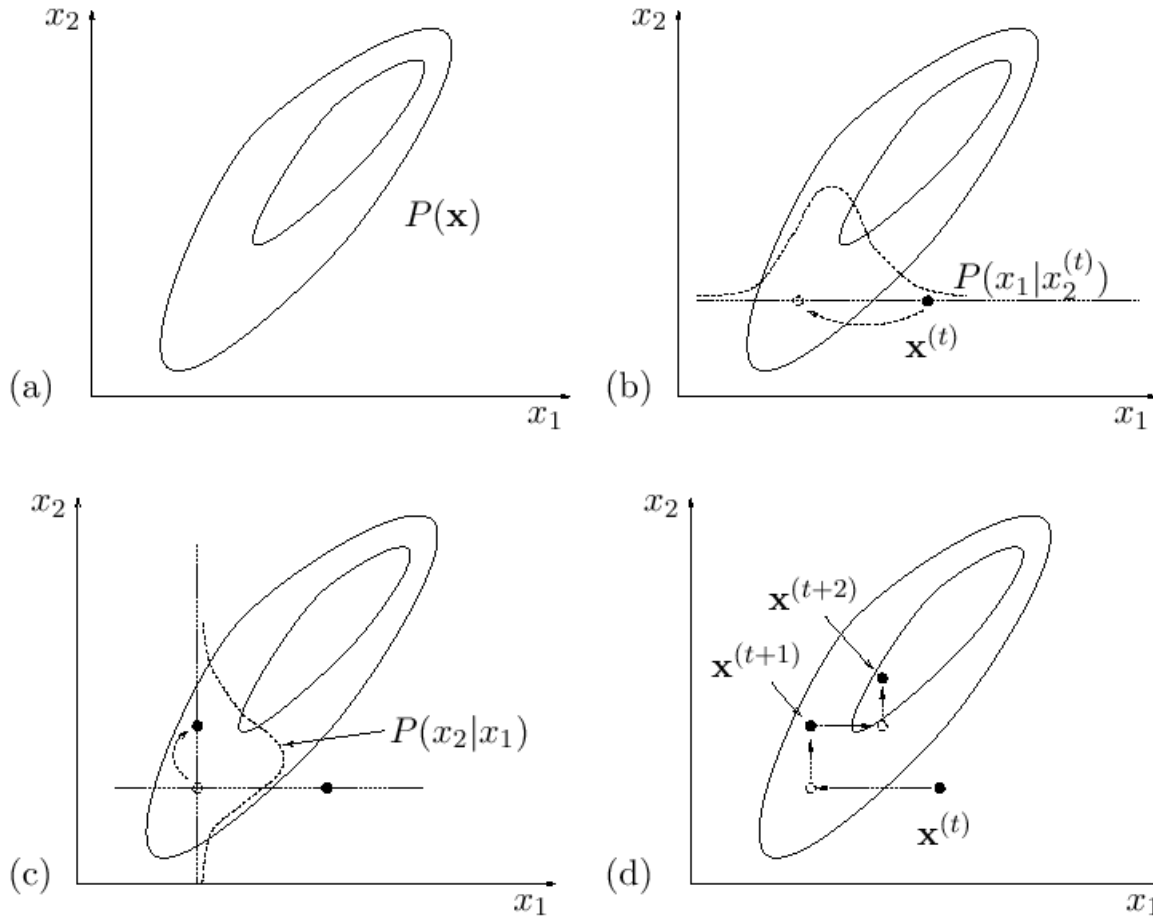 x₂
P(𝐱)
(a)
x₁
x₂
P(x₁|x₂⁽ᵗ⁾)
𝐱⁽ᵗ⁾
(b)
x₁
x₂
P(x₂|x₁)
(c)
x₁
x₂
𝐱⁽ᵗ⁺²⁾
𝐱⁽ᵗ⁺¹⁾
𝐱⁽ᵗ⁾
(d)
x₁